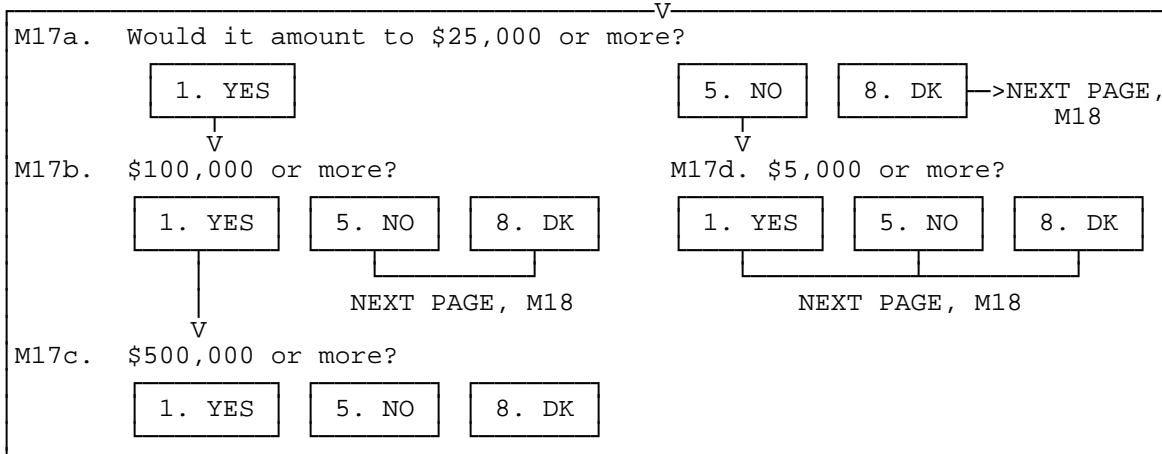 V
M17a. Would it amount to $25,000 or more?
1. YES 5. NO 8. DK >NEXT PAGE,
M18
V V
M17b. $100,000 or more? M17d. $5,000 or more?
1. YES 5. NO 8. DK 1. YES 5. NO 8. DK
NEXT PAGE, M18 NEXT PAGE, M18
V
M17c. $500,000 or more?
1. YES 5. NO 8. DK